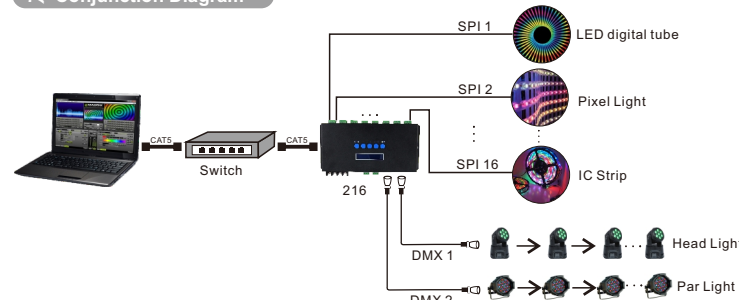 Conjunction Diagram
SPI 1
LED digital tube
SPI 2
Pixel Light
CAT5
CAT5
Switch
216
SPI 16
IC Strip
DMX 1
Head Light
DMX 2
Par Light